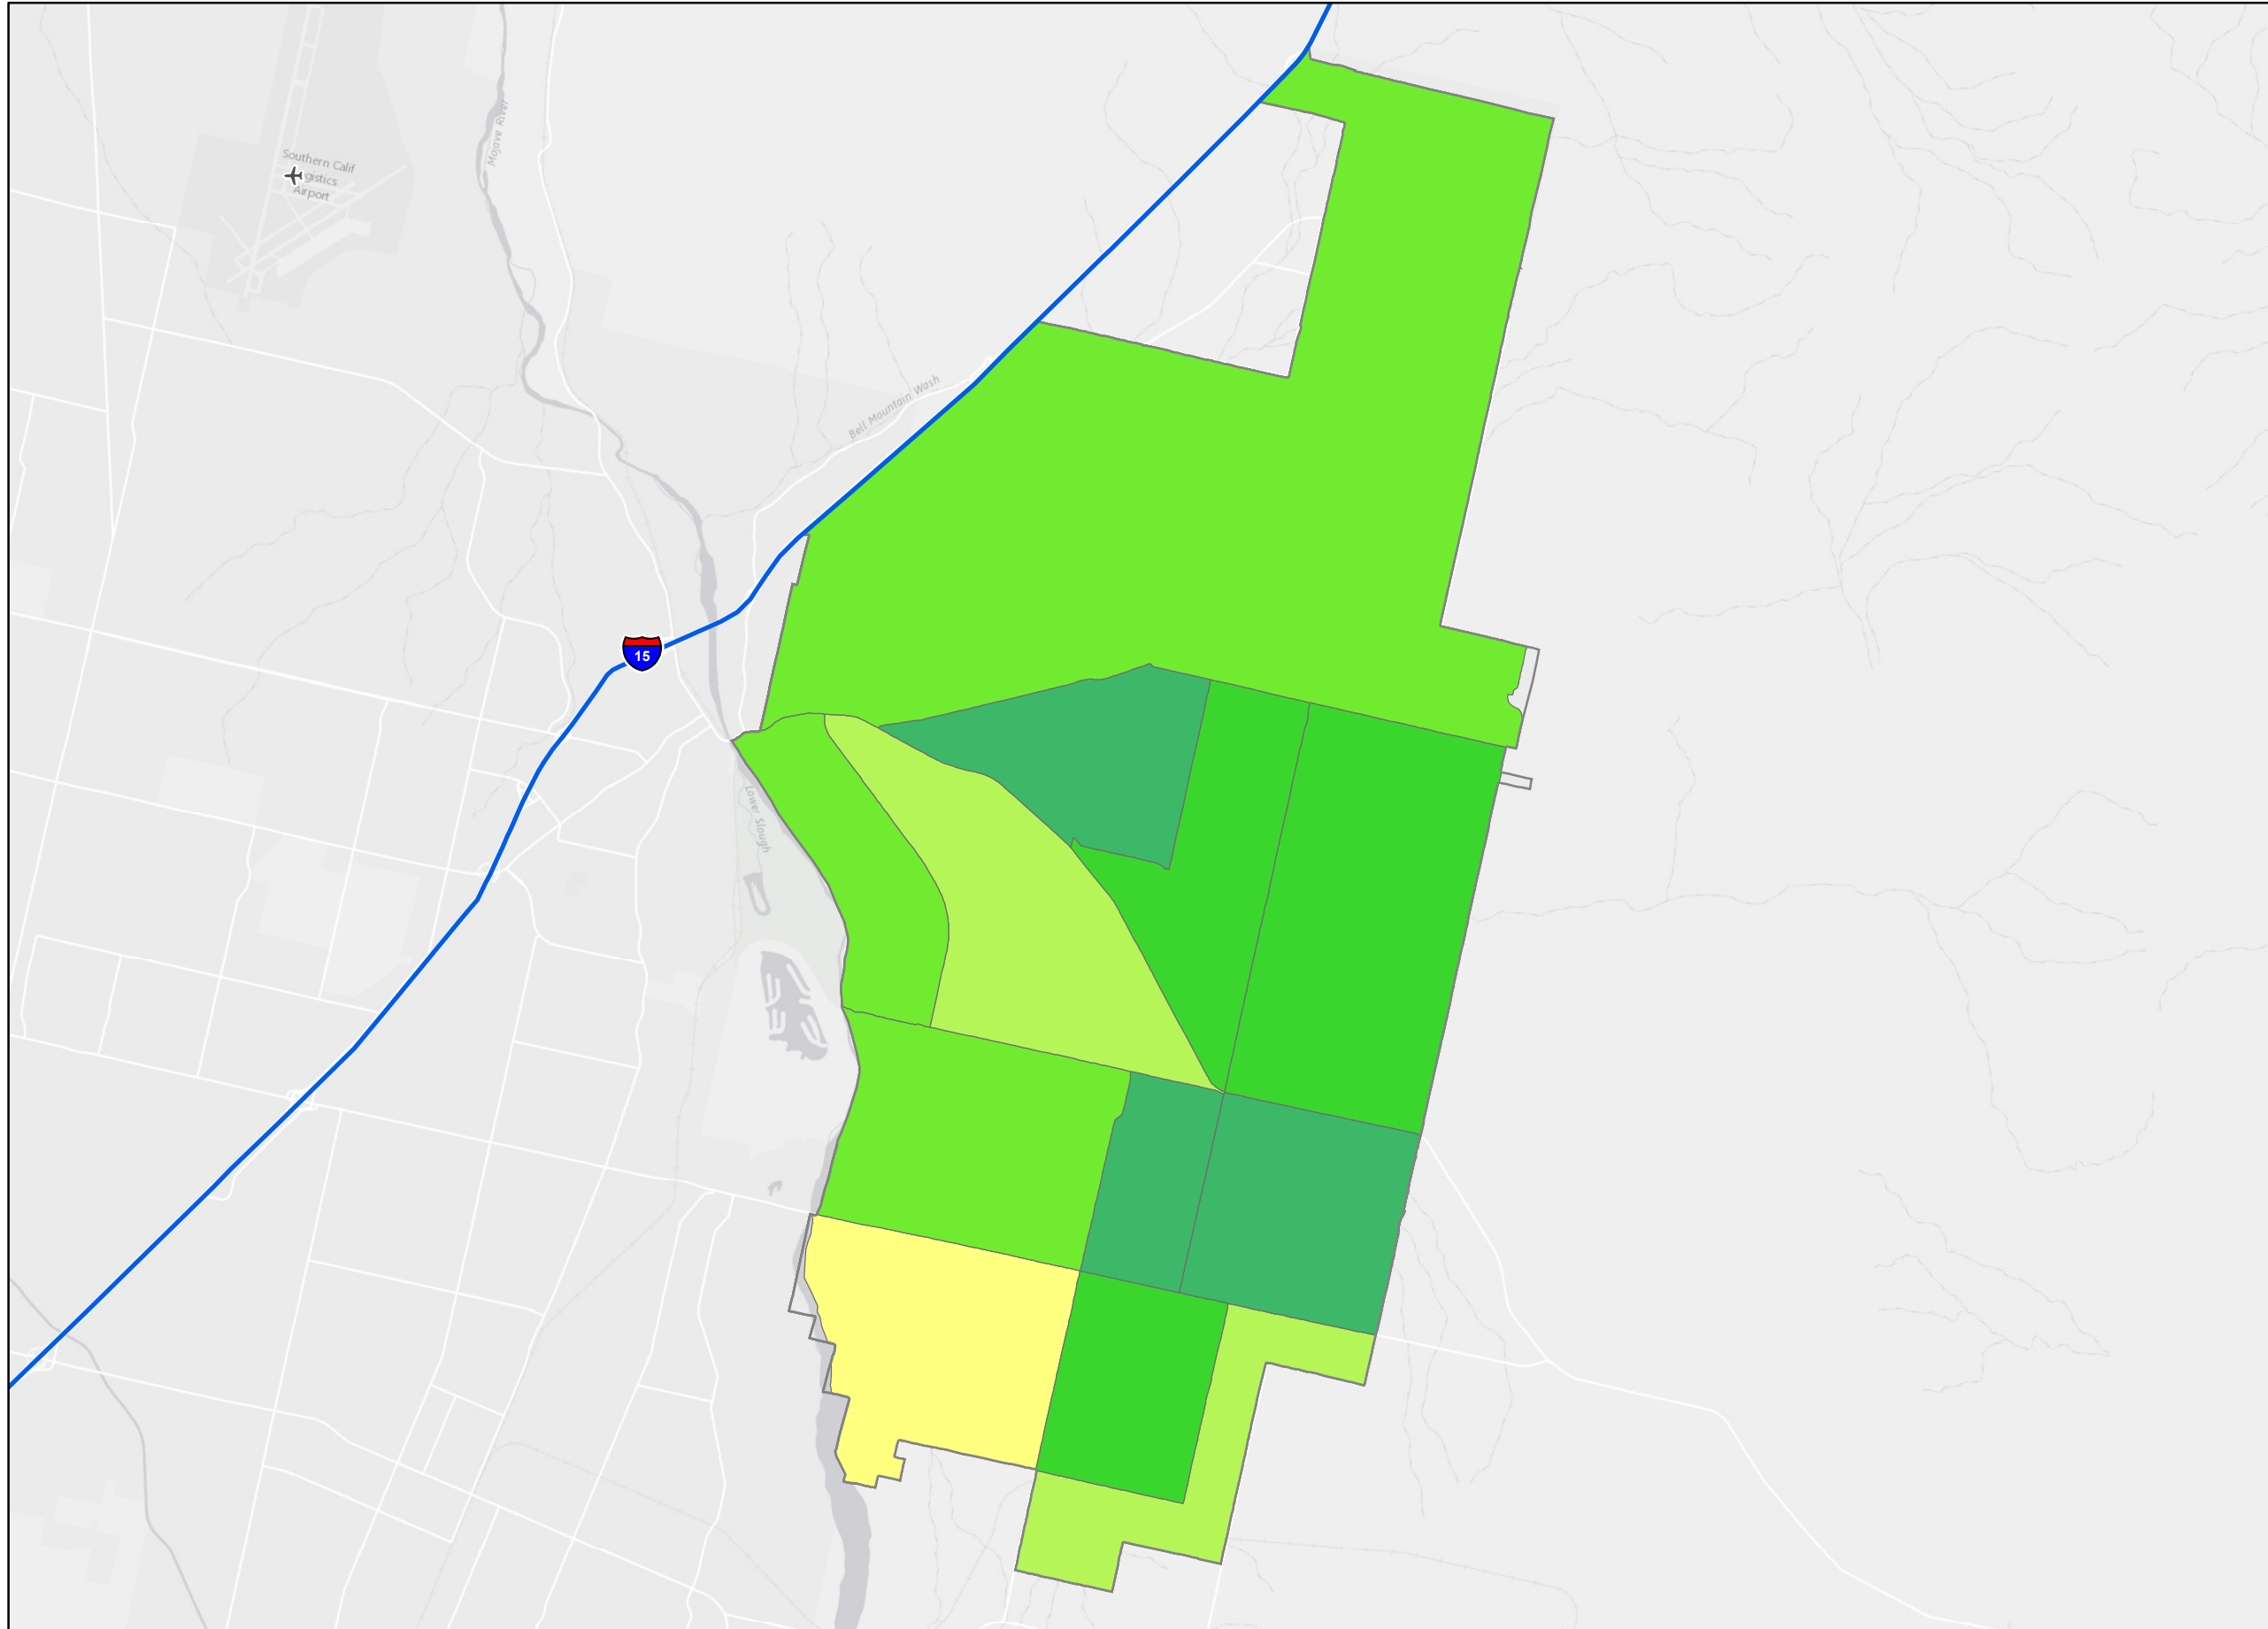 Mojave River
Southern Calif
gistics
Airport
Bell Mountain Wash
15
Lower Slough